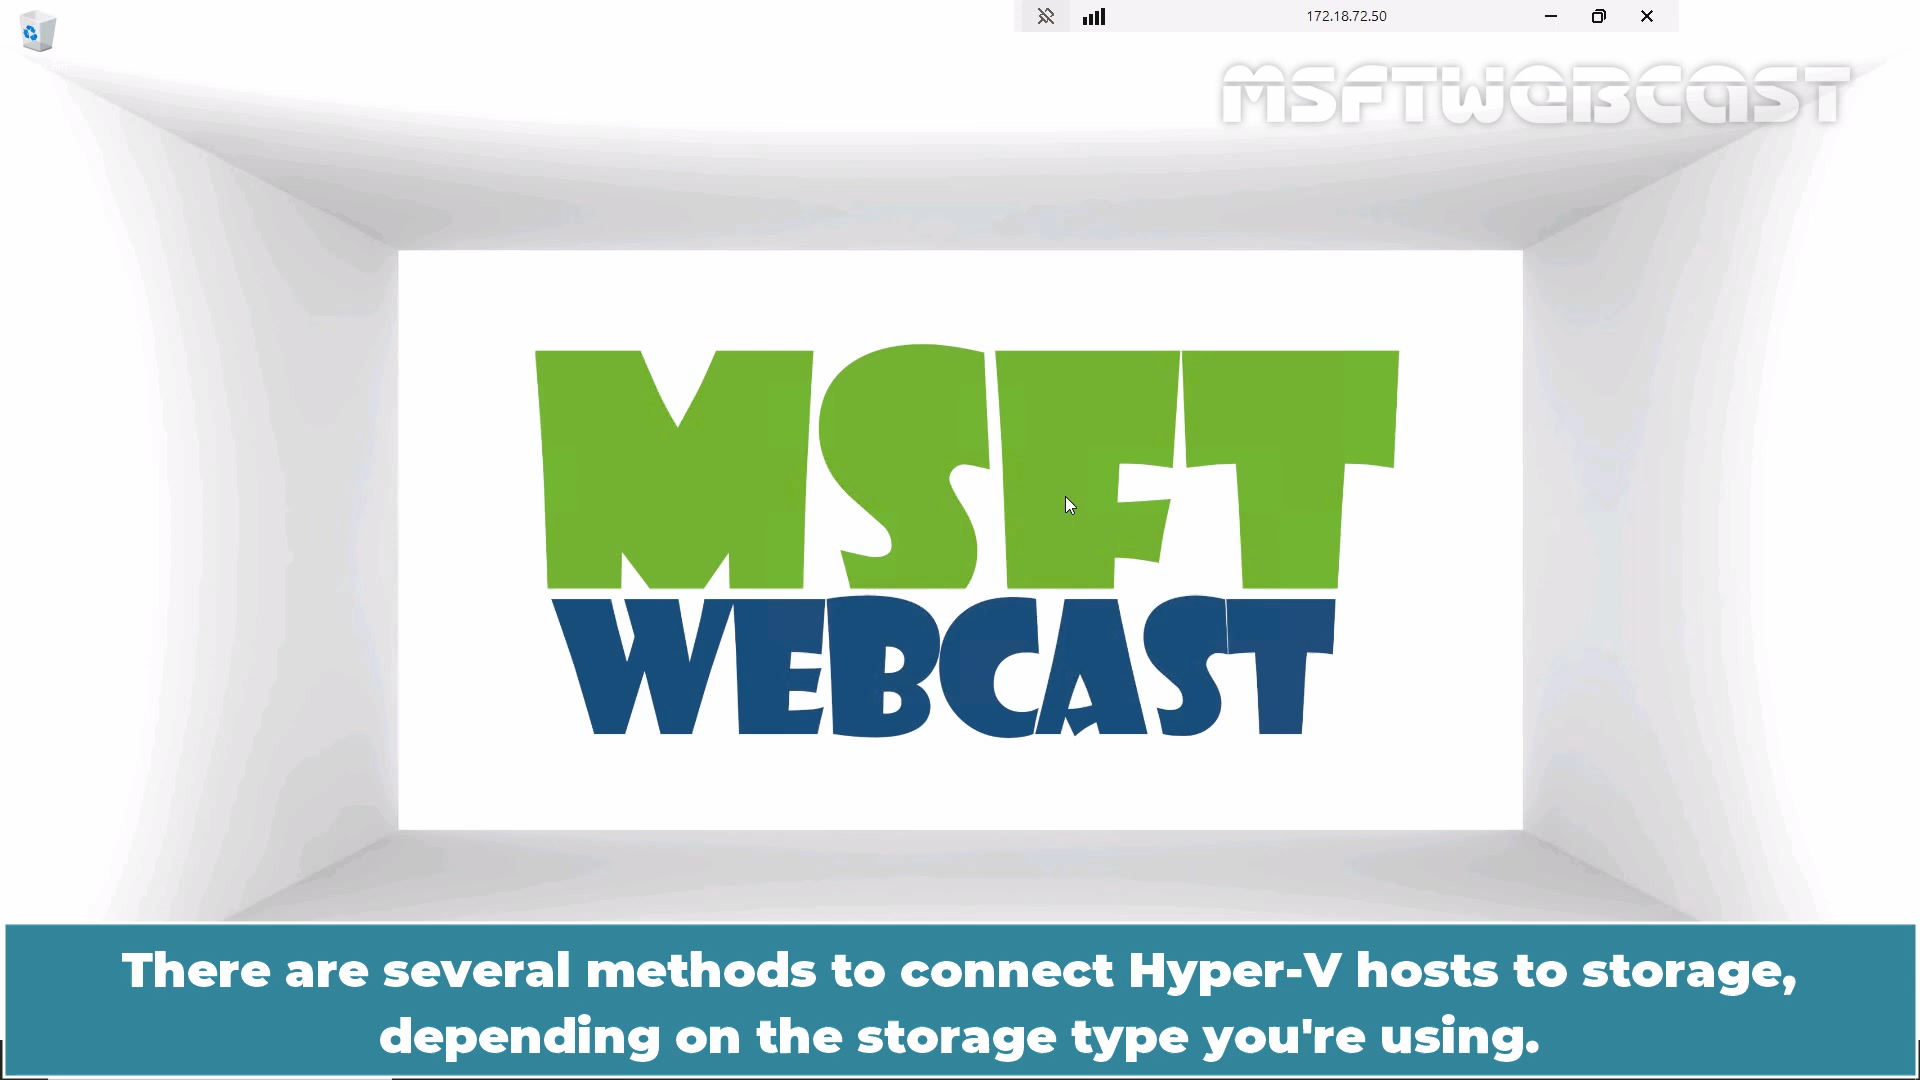 172.18.72.50
MSFTWEBCAST
MSFT
WEBCAST
There are several methods to connect Hyper-V hosts to storage,
depending on the storage type you're using.